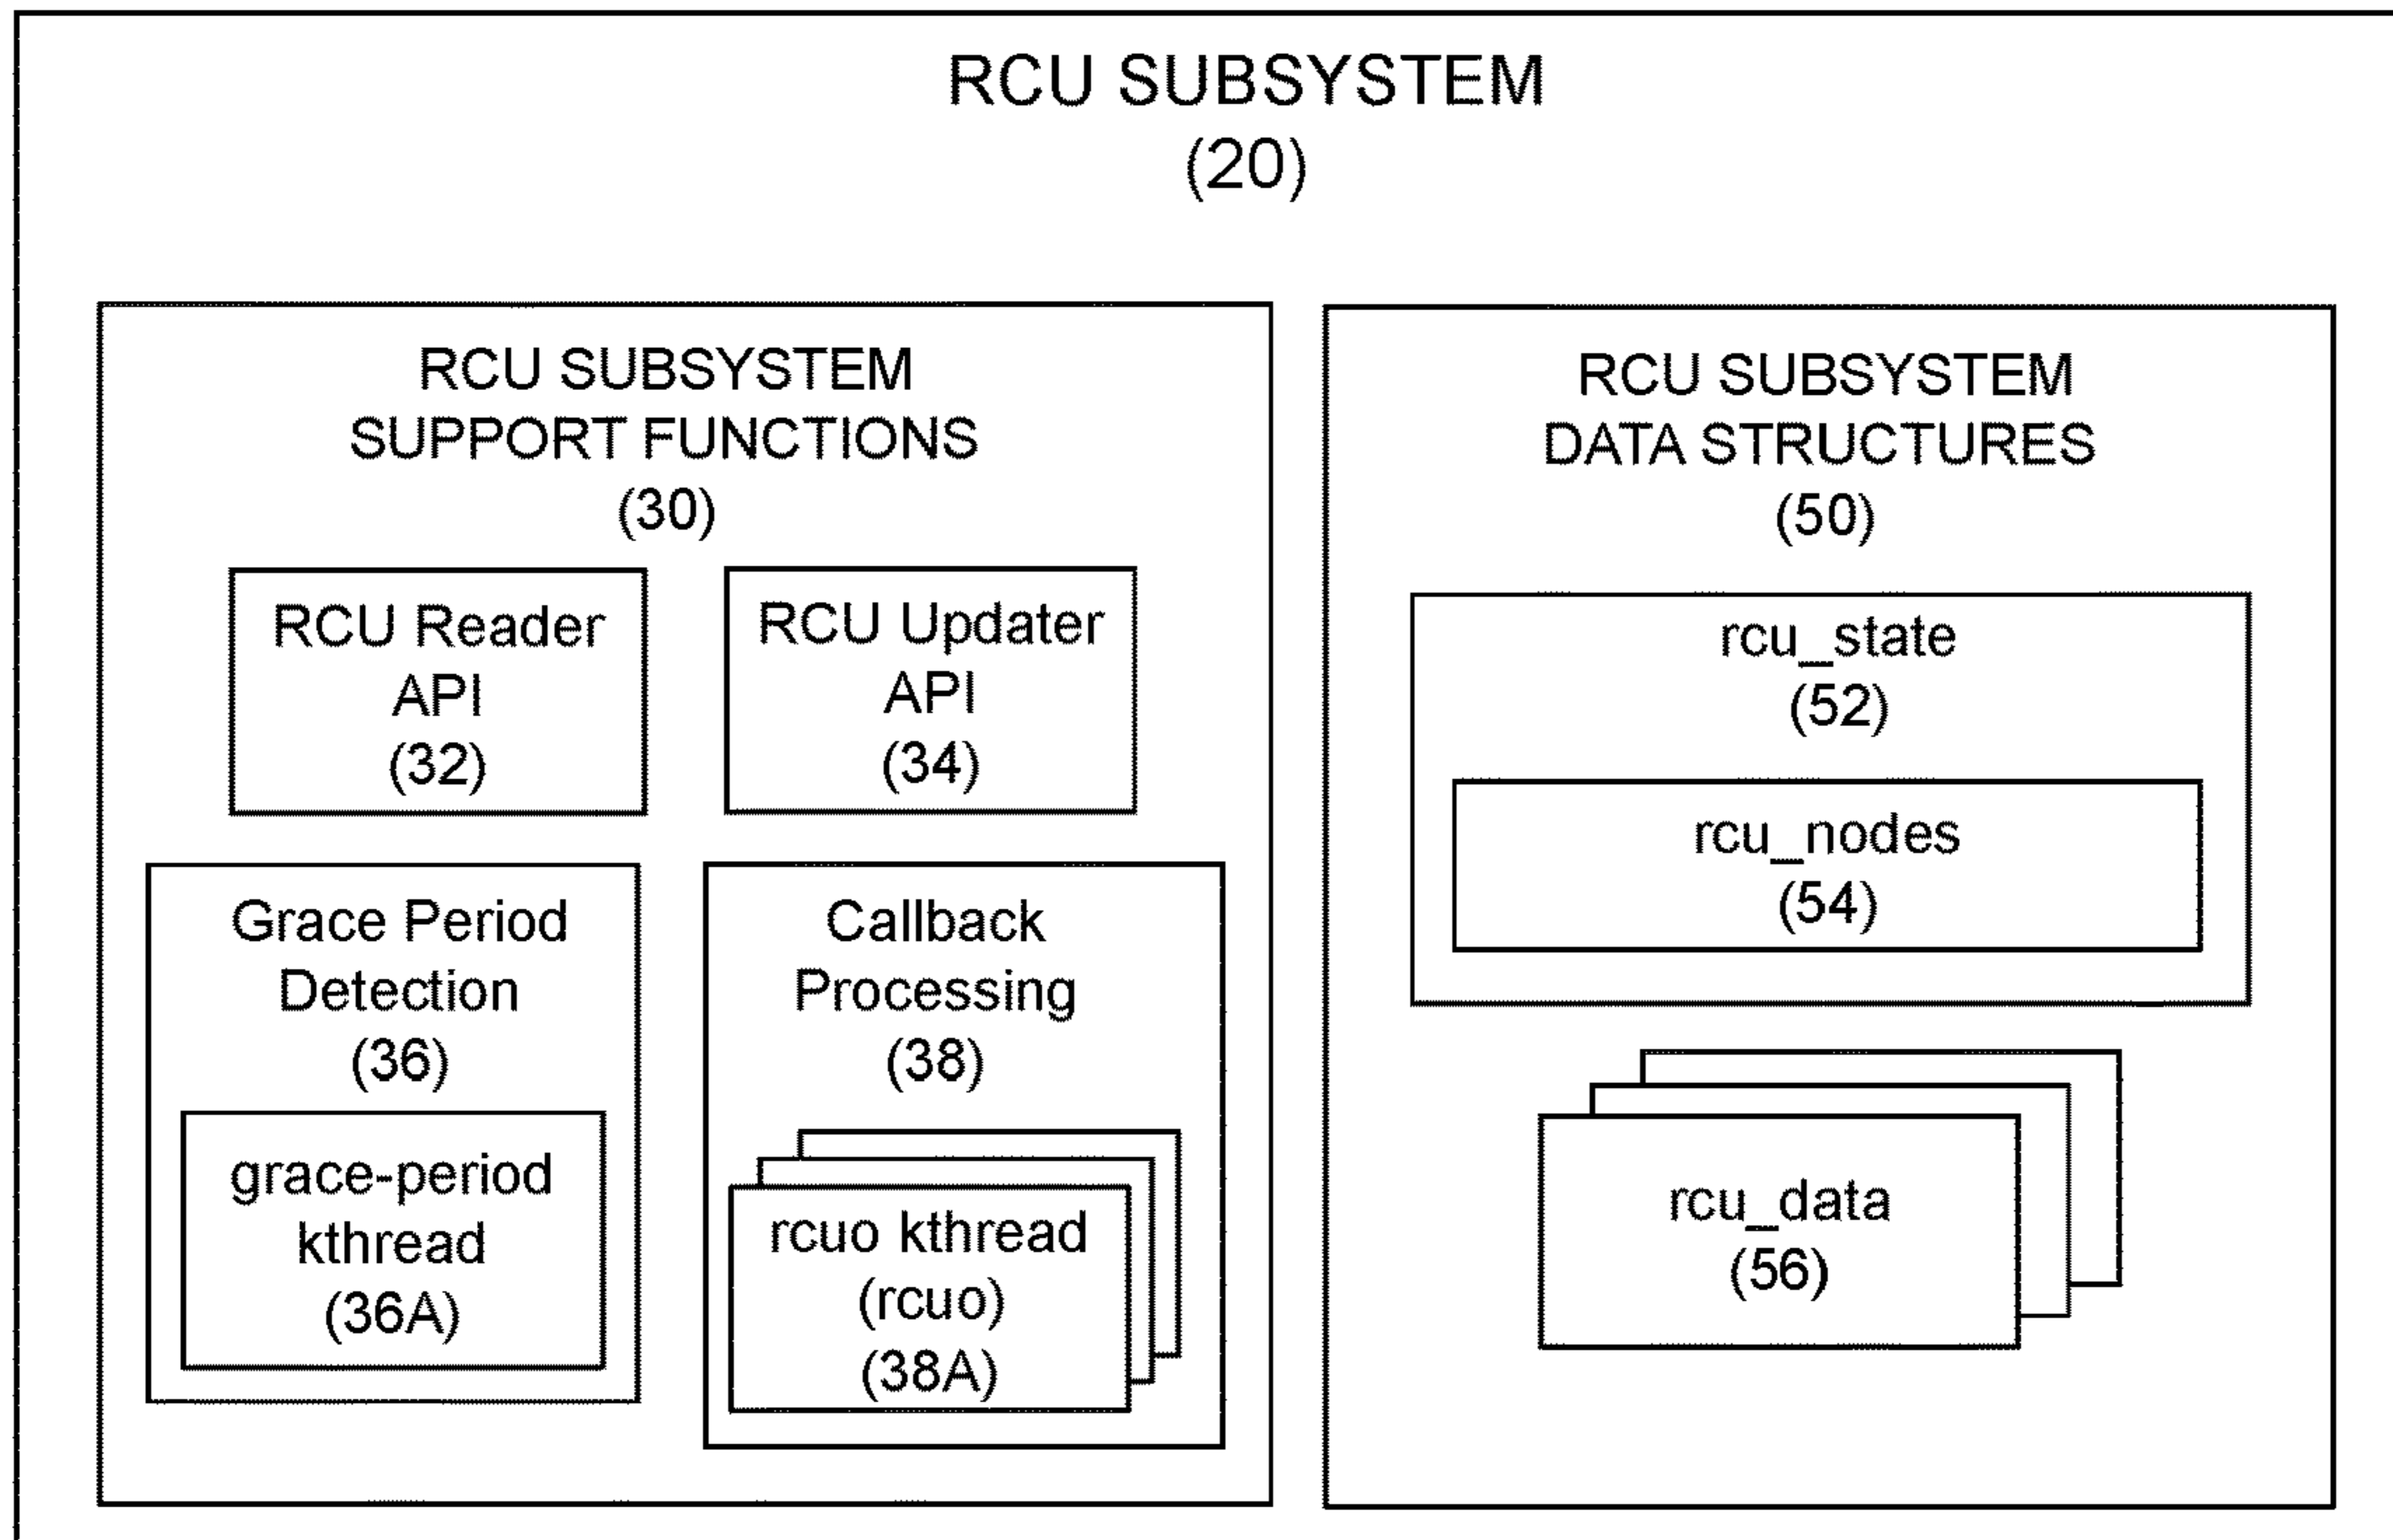 RCU SUBSYSTEM
(20)
RCU SUBSYSTEM
SUPPORT FUNCTIONS
(30)
RCU Reader
API
(32)
RCU Updater
API
(34)
Grace Period
Detection
(36)
grace-period
kthread
(36A)
Callback
Processing
(38)
rcuo kthread
(rcuo)
(38A)
RCU SUBSYSTEM
DATA STRUCTURES
(50)
rcu_state
(52)
rcu_nodes
(54)
rcu_data
(56)